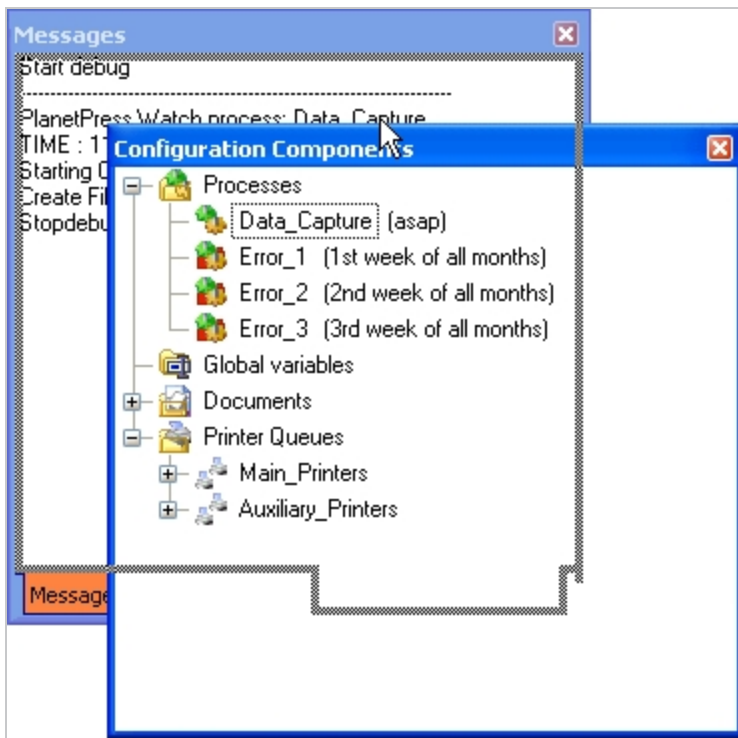 Messages
Start debug
PlanetPress Watch process: Data_Capture
TIME : 1
Starting
Create Fil
Stopdebu
Message
Configuration Components
Processes
Data_Capture (asap)
Error_1 (1st week of all months)
Error_2 (2nd week of all months)
Error_3 (3rd week of all months)
Global variables
Documents
Printer Queues
Main_Printers
Auxiliary_Printers